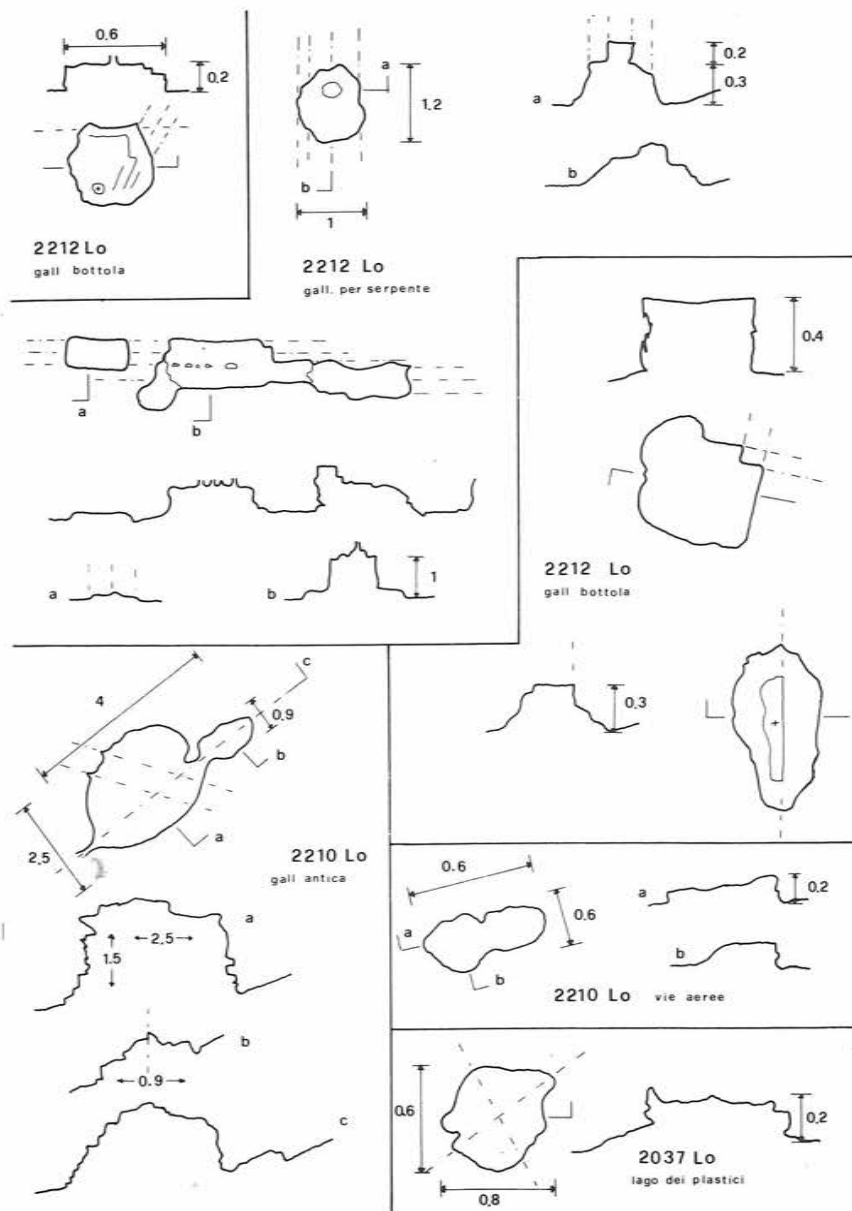 0.6
0.2
2212 Lo
gall bottola
a
1.2
b
1
2212 Lo
gall. per serpente
a
0.2
0.3
b
a
b
a
b
1
0.4
2212 Lo
gall bottola
0.3
4
c
0.9
b
a
2.5
2210 Lo
gall antica
a
2.5
1.5
b
0.9
c
0.6
0.6
a
b
a
0.2
b
2210 Lo vie aeree
0.6
0.8
0.2
2037 Lo
lago dei plastici